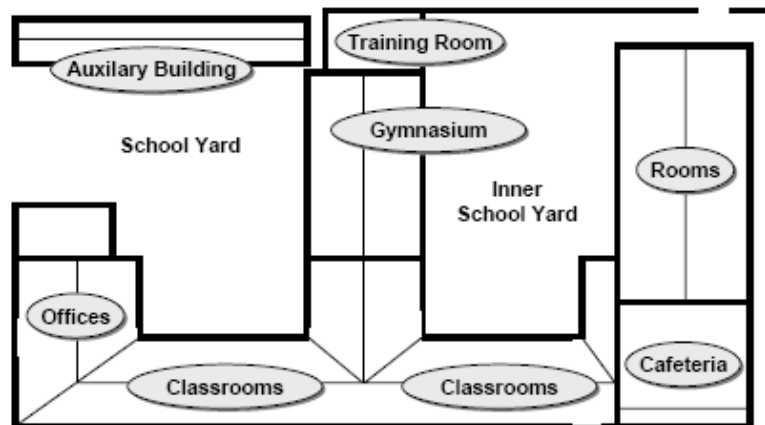 Training Room
Auxilary Building
Gymnasium
School Yard
Rooms
Inner
School Yard
Offices
Cafeteria
Classrooms
Classrooms